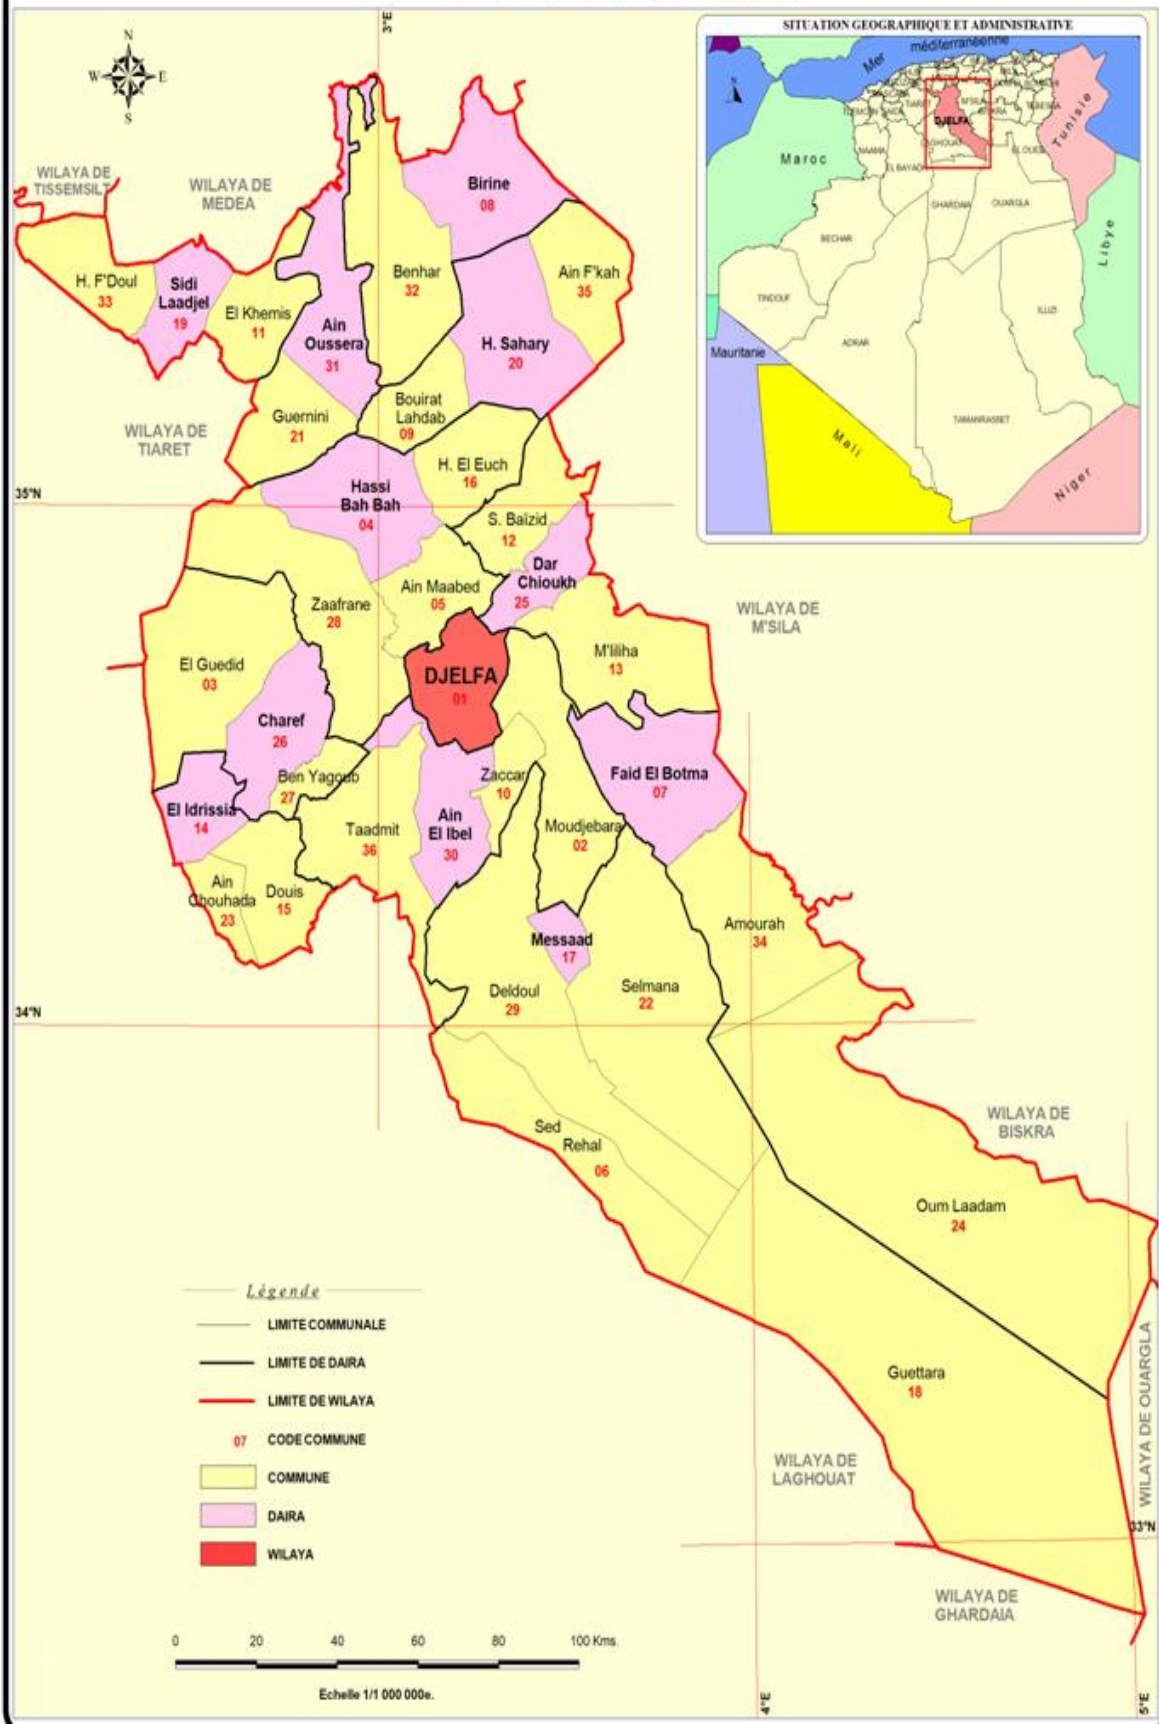 3°E
SITUATION GEOGRAPHIQUE ET ADMINISTRATIVE
Mer méditerranéenne
N
TIARET
M'SILA
TEBESSA
DJELFA
LAGHOUAT
NAAMA
EL BAYADH
EL OUED
Tunisie
Maroc
GHARDAIA
OUARGLA
BECHAR
Libye
TINDOUF
ILLIZI
ADRAR
Mauritanie
TAMANRASSET
Mali
Niger
N
W
E
S
WILAYA DE
TISSEMSILT
WILAYA DE
MEDEA
Birine
08
H. F'Doul
33
Sidi
Laadjel
19
El Khemis
11
Benhar
32
Ain F'kah
35
Ain
Oussera
31
H. Sahary
20
Guernini
21
Bouirat
Lahdab
09
WILAYA DE
TIARET
H. El Euch
16
35°N
Hassi
Bah Bah
04
S. Baïzid
12
Dar
Chioukh
25
Ain Maabed
05
Zaafrane
28
WILAYA DE
M'SILA
El Guedid
03
M'liliha
13
DJELFA
01
Charef
26
Ben Yagoub
27
Zaccar
10
Faid El Botma
07
El Idrissia
14
Taadmit
36
Ain
El Ibel
30
Moudjebara
02
Ain
Chouhada
23
Douis
15
Amourah
34
Messaad
17
Deldoul
29
Selmana
22
34°N
Sed
Rehal
06
WILAYA DE
BISKRA
Oum Laadam
24
Guettara
18
WILAYA DE OUARGLA
WILAYA DE
LAGHOUAT
33°N
WILAYA DE
GHARDAIA
Légende
LIMITE COMMUNALE
LIMITE DE DAIRA
LIMITE DE WILAYA
07 CODE COMMUNE
COMMUNE
DAIRA
WILAYA
0 20 40 60 80 100 Kms.
Echelle 1/1 000 000e.
4°E
5°E